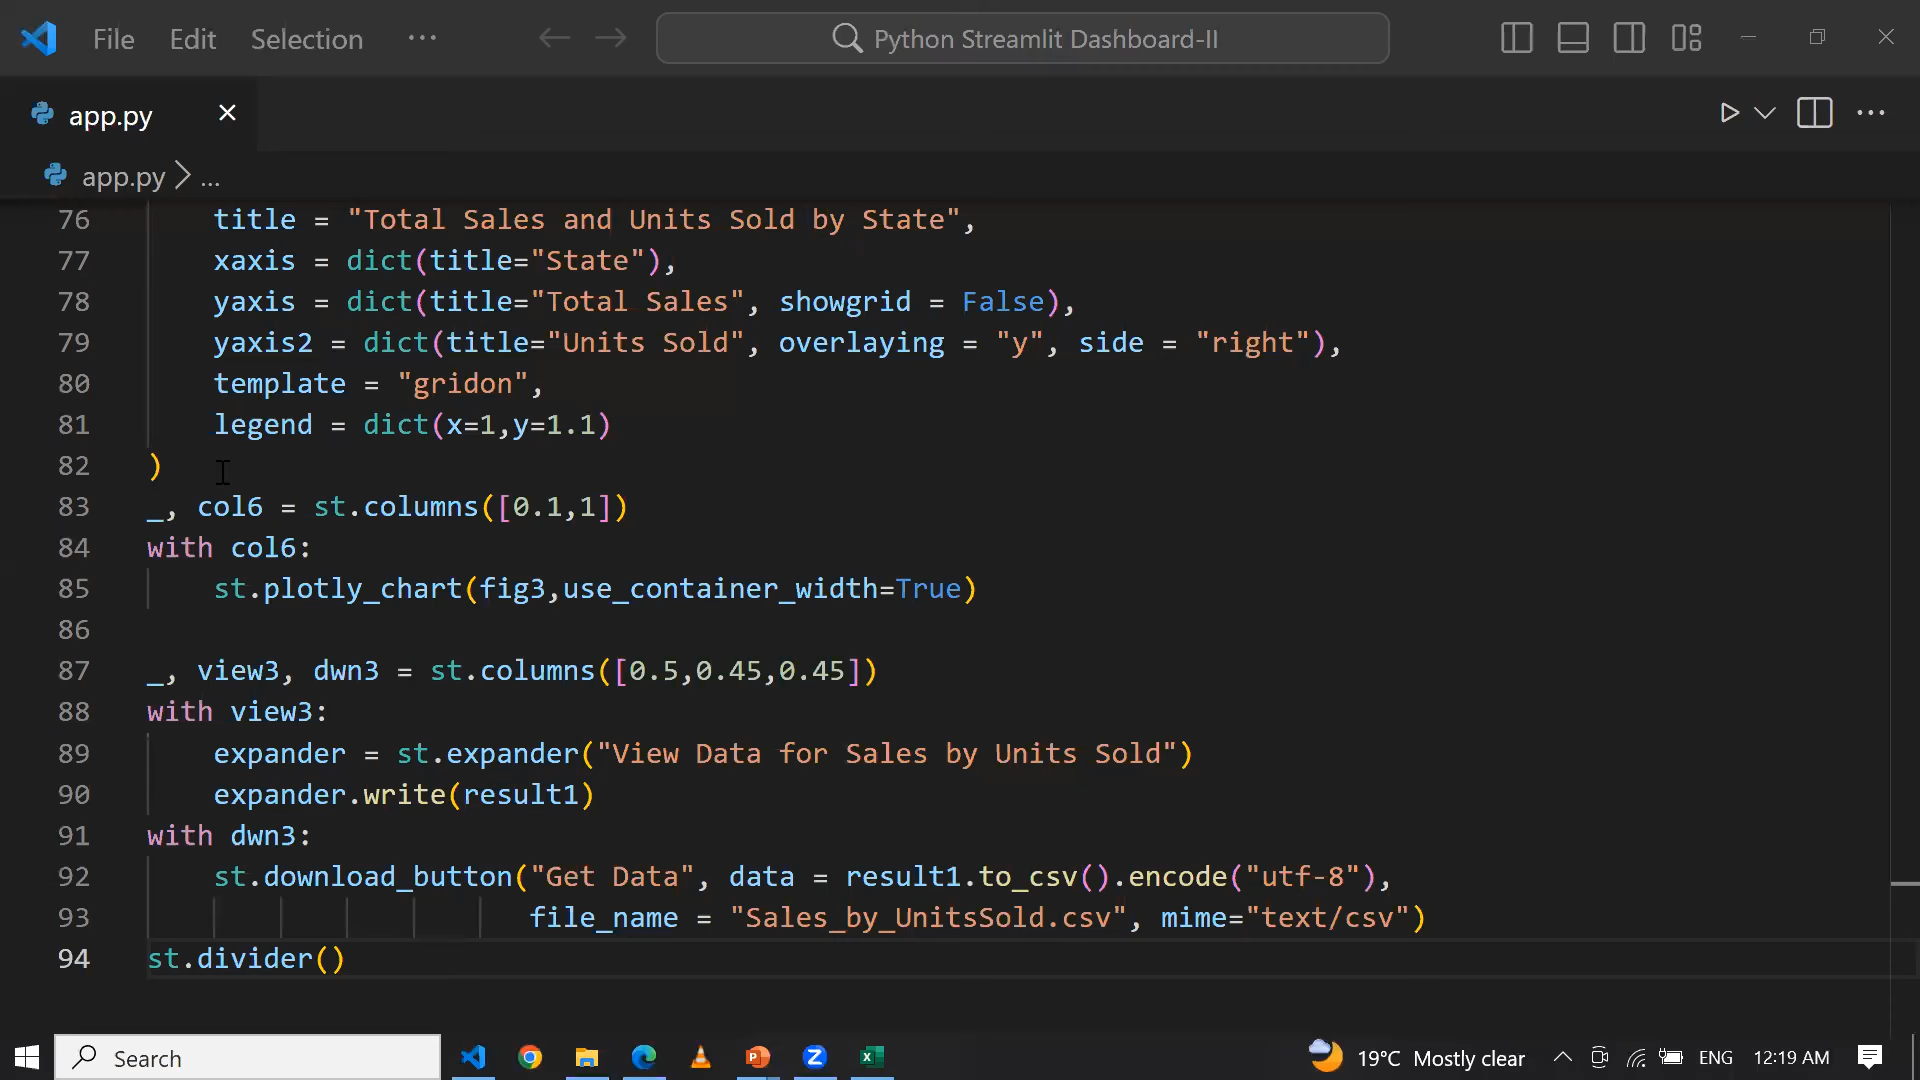 File Edit Selection ··· Python Streamlit Dashboard-II
app.py
app.py > ...
76 title = "Total Sales and Units Sold by State",
77 xaxis = dict(title="State"),
78 yaxis = dict(title="Total Sales", showgrid = False),
79 yaxis2 = dict(title="Units Sold", overlaying = "y", side = "right"),
80 template = "gridon",
81 legend = dict(x=1,y=1.1)
82 )
83 _, col6 = st.columns([0.1,1])
84 with col6:
85 st.plotly_chart(fig3,use_container_width=True)
86
87 _, view3, dwn3 = st.columns([0.5,0.45,0.45])
88 with view3:
89 expander = st.expander("View Data for Sales by Units Sold")
90 expander.write(result1)
91 with dwn3:
92 st.download_button("Get Data", data = result1.to_csv().encode("utf-8"),
93 file_name = "Sales_by_UnitsSold.csv", mime="text/csv")
94 st.divider()
Search 19°C Mostly clear ENG 12:19 AM